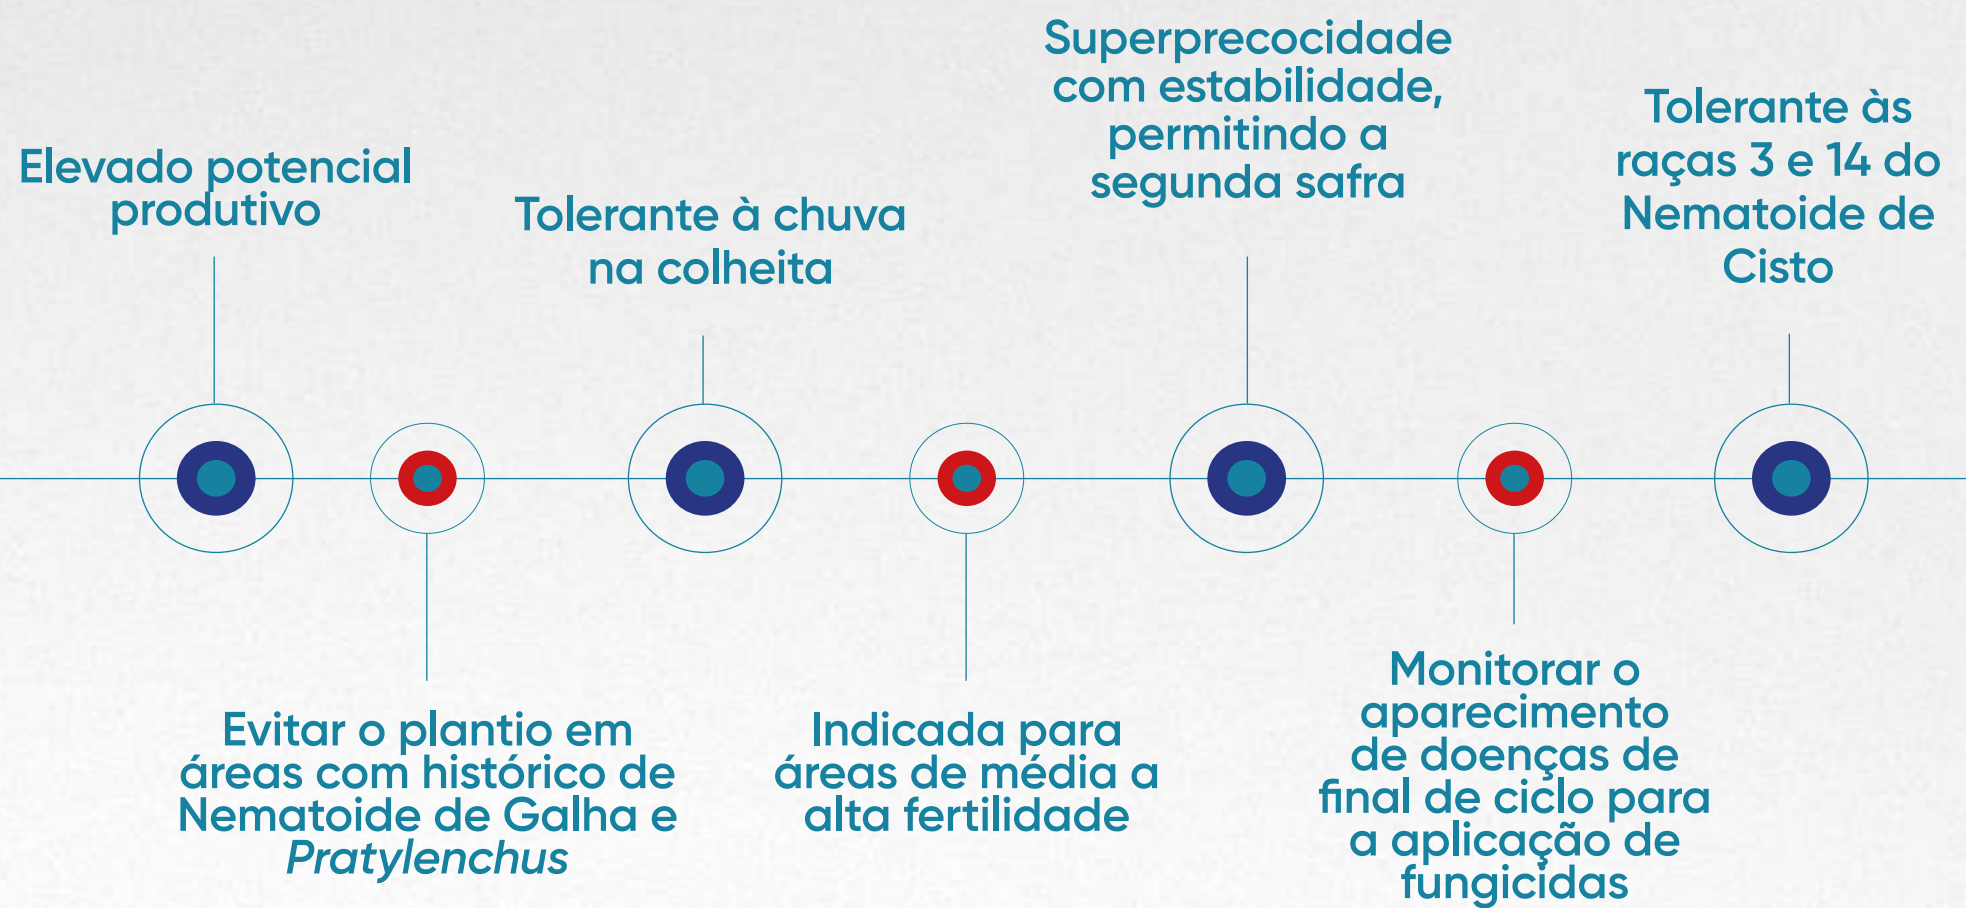 Elevado potencial
produtivo
Tolerante à chuva
na colheita
Superprecocidade
com estabilidade,
permitindo a
segunda safra
Tolerante às
raças 3 e 14 do
Nematoide de
Cisto
Evitar o plantio em
áreas com histórico de
Nematoide de Galha e
Pratylenchus
Indicada para
áreas de média a
alta fertilidade
Monitorar o
aparecimento
de doenças de
final de ciclo para
a aplicação de
fungicidas